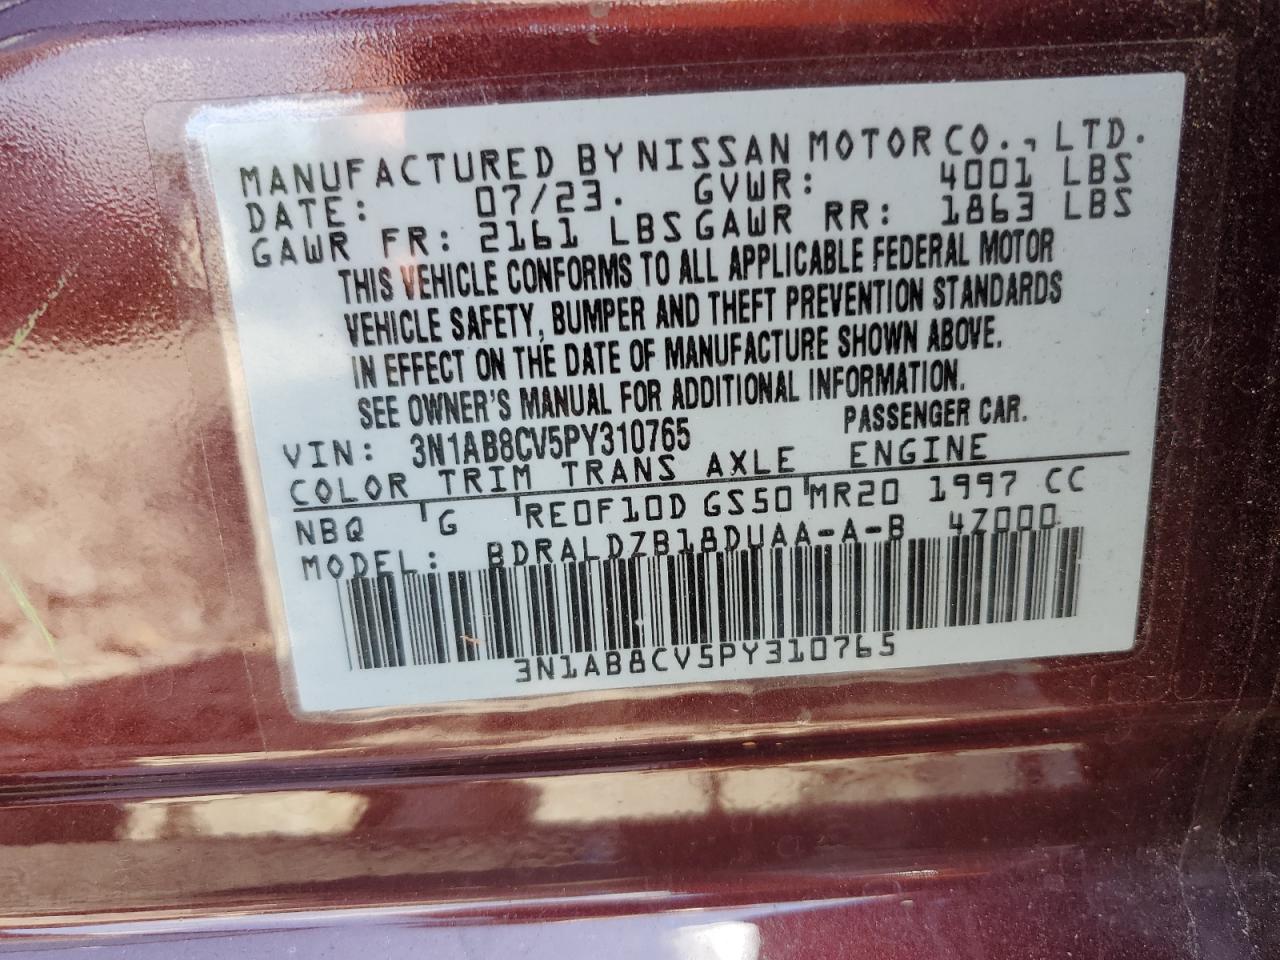 MANUFACTURED BY NISSAN MOTOR CO., LTD.
DATE: 07/23. GVWR: 4001 LBS
GAWR FR: 2161 LBS GAWR RR: 1863 LBS
THIS VEHICLE CONFORMS TO ALL APPLICABLE FEDERAL MOTOR
VEHICLE SAFETY, BUMPER AND THEFT PREVENTION STANDARDS
IN EFFECT ON THE DATE OF MANUFACTURE SHOWN ABOVE.
SEE OWNER'S MANUAL FOR ADDITIONAL INFORMATION.
VIN: 3N1AB8CV5PY310765 PASSENGER CAR.
COLOR TRIM TRANS AXLE ENGINE
NBQ G RE0F10D GS50 MR20 1997 CC
MODEL: BDRALDZB18DUAA-A-B 4Z000
3N1AB8CV5PY310765